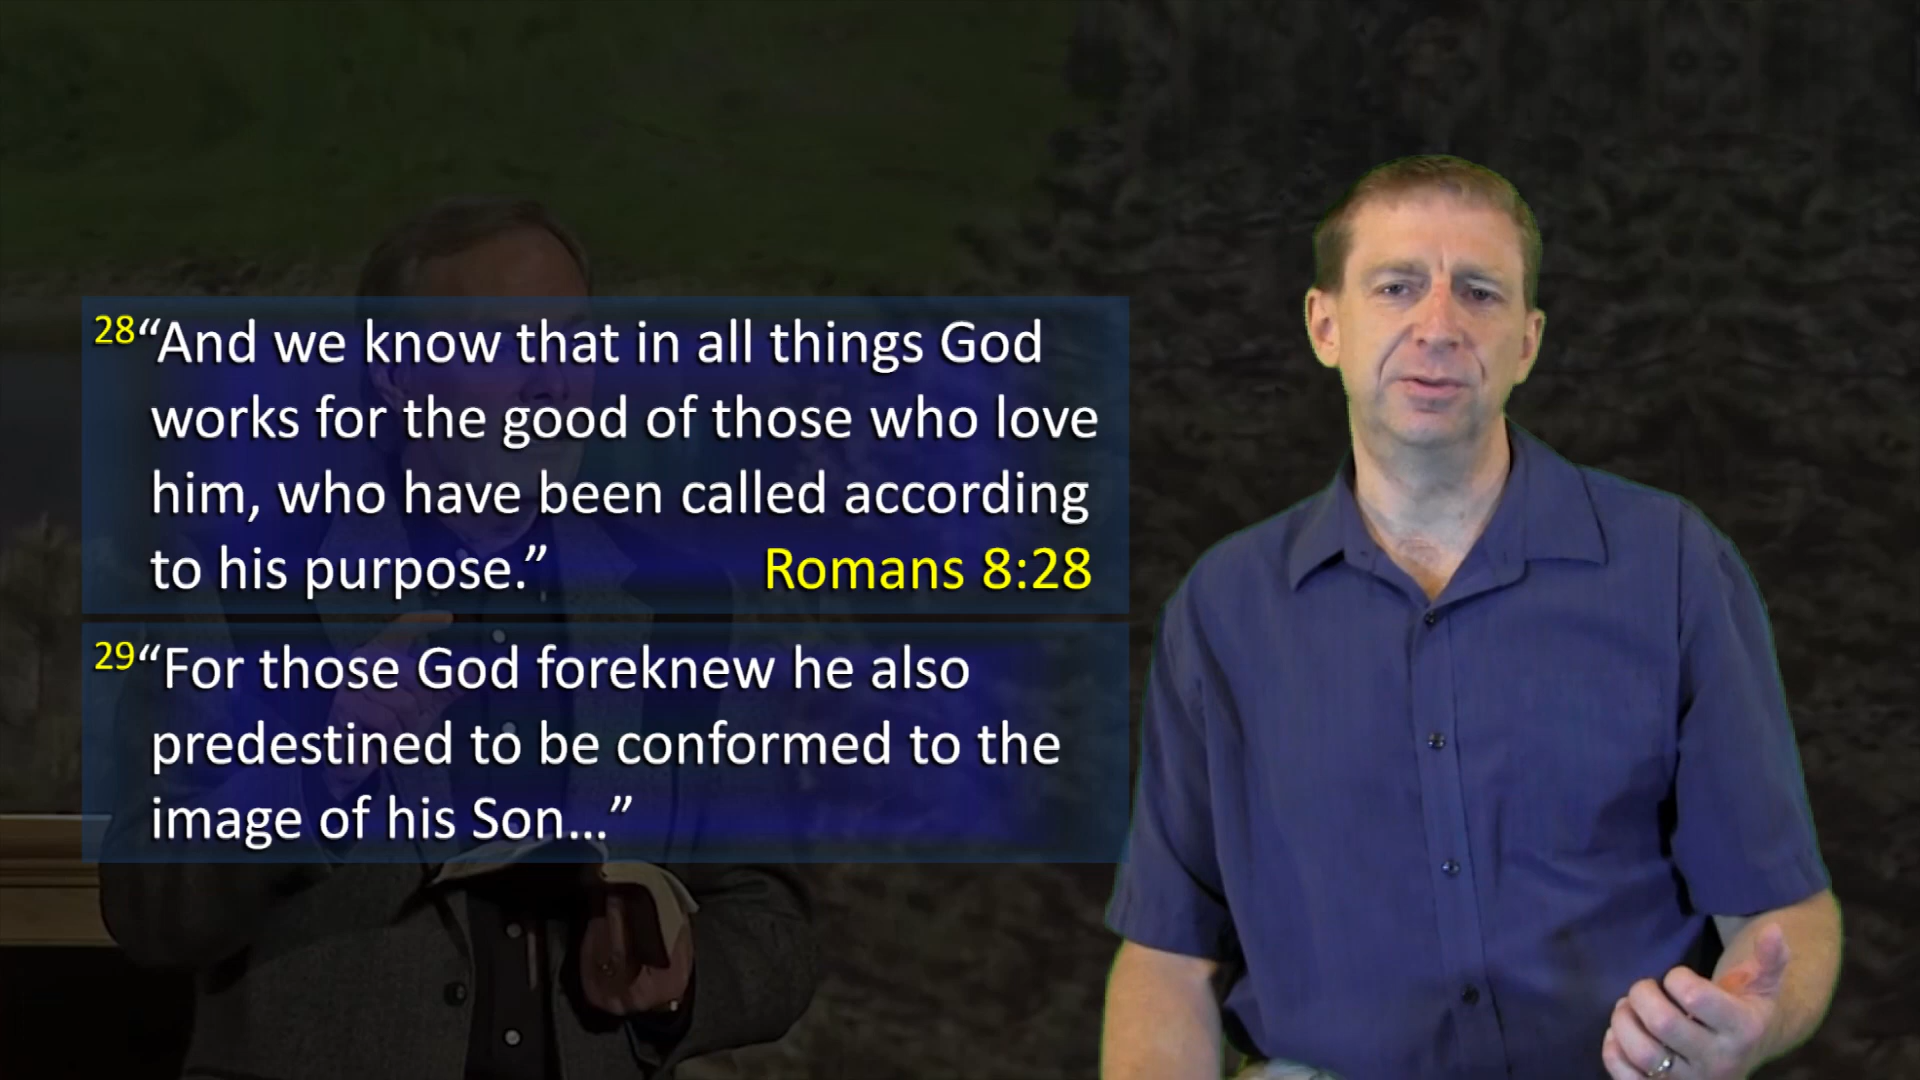 28“And we know that in all things God
works for the good of those who love
him, who have been called according
to his purpose.” Romans 8:28
29“For those God foreknew he also
predestined to be conformed to the
image of his Son…”